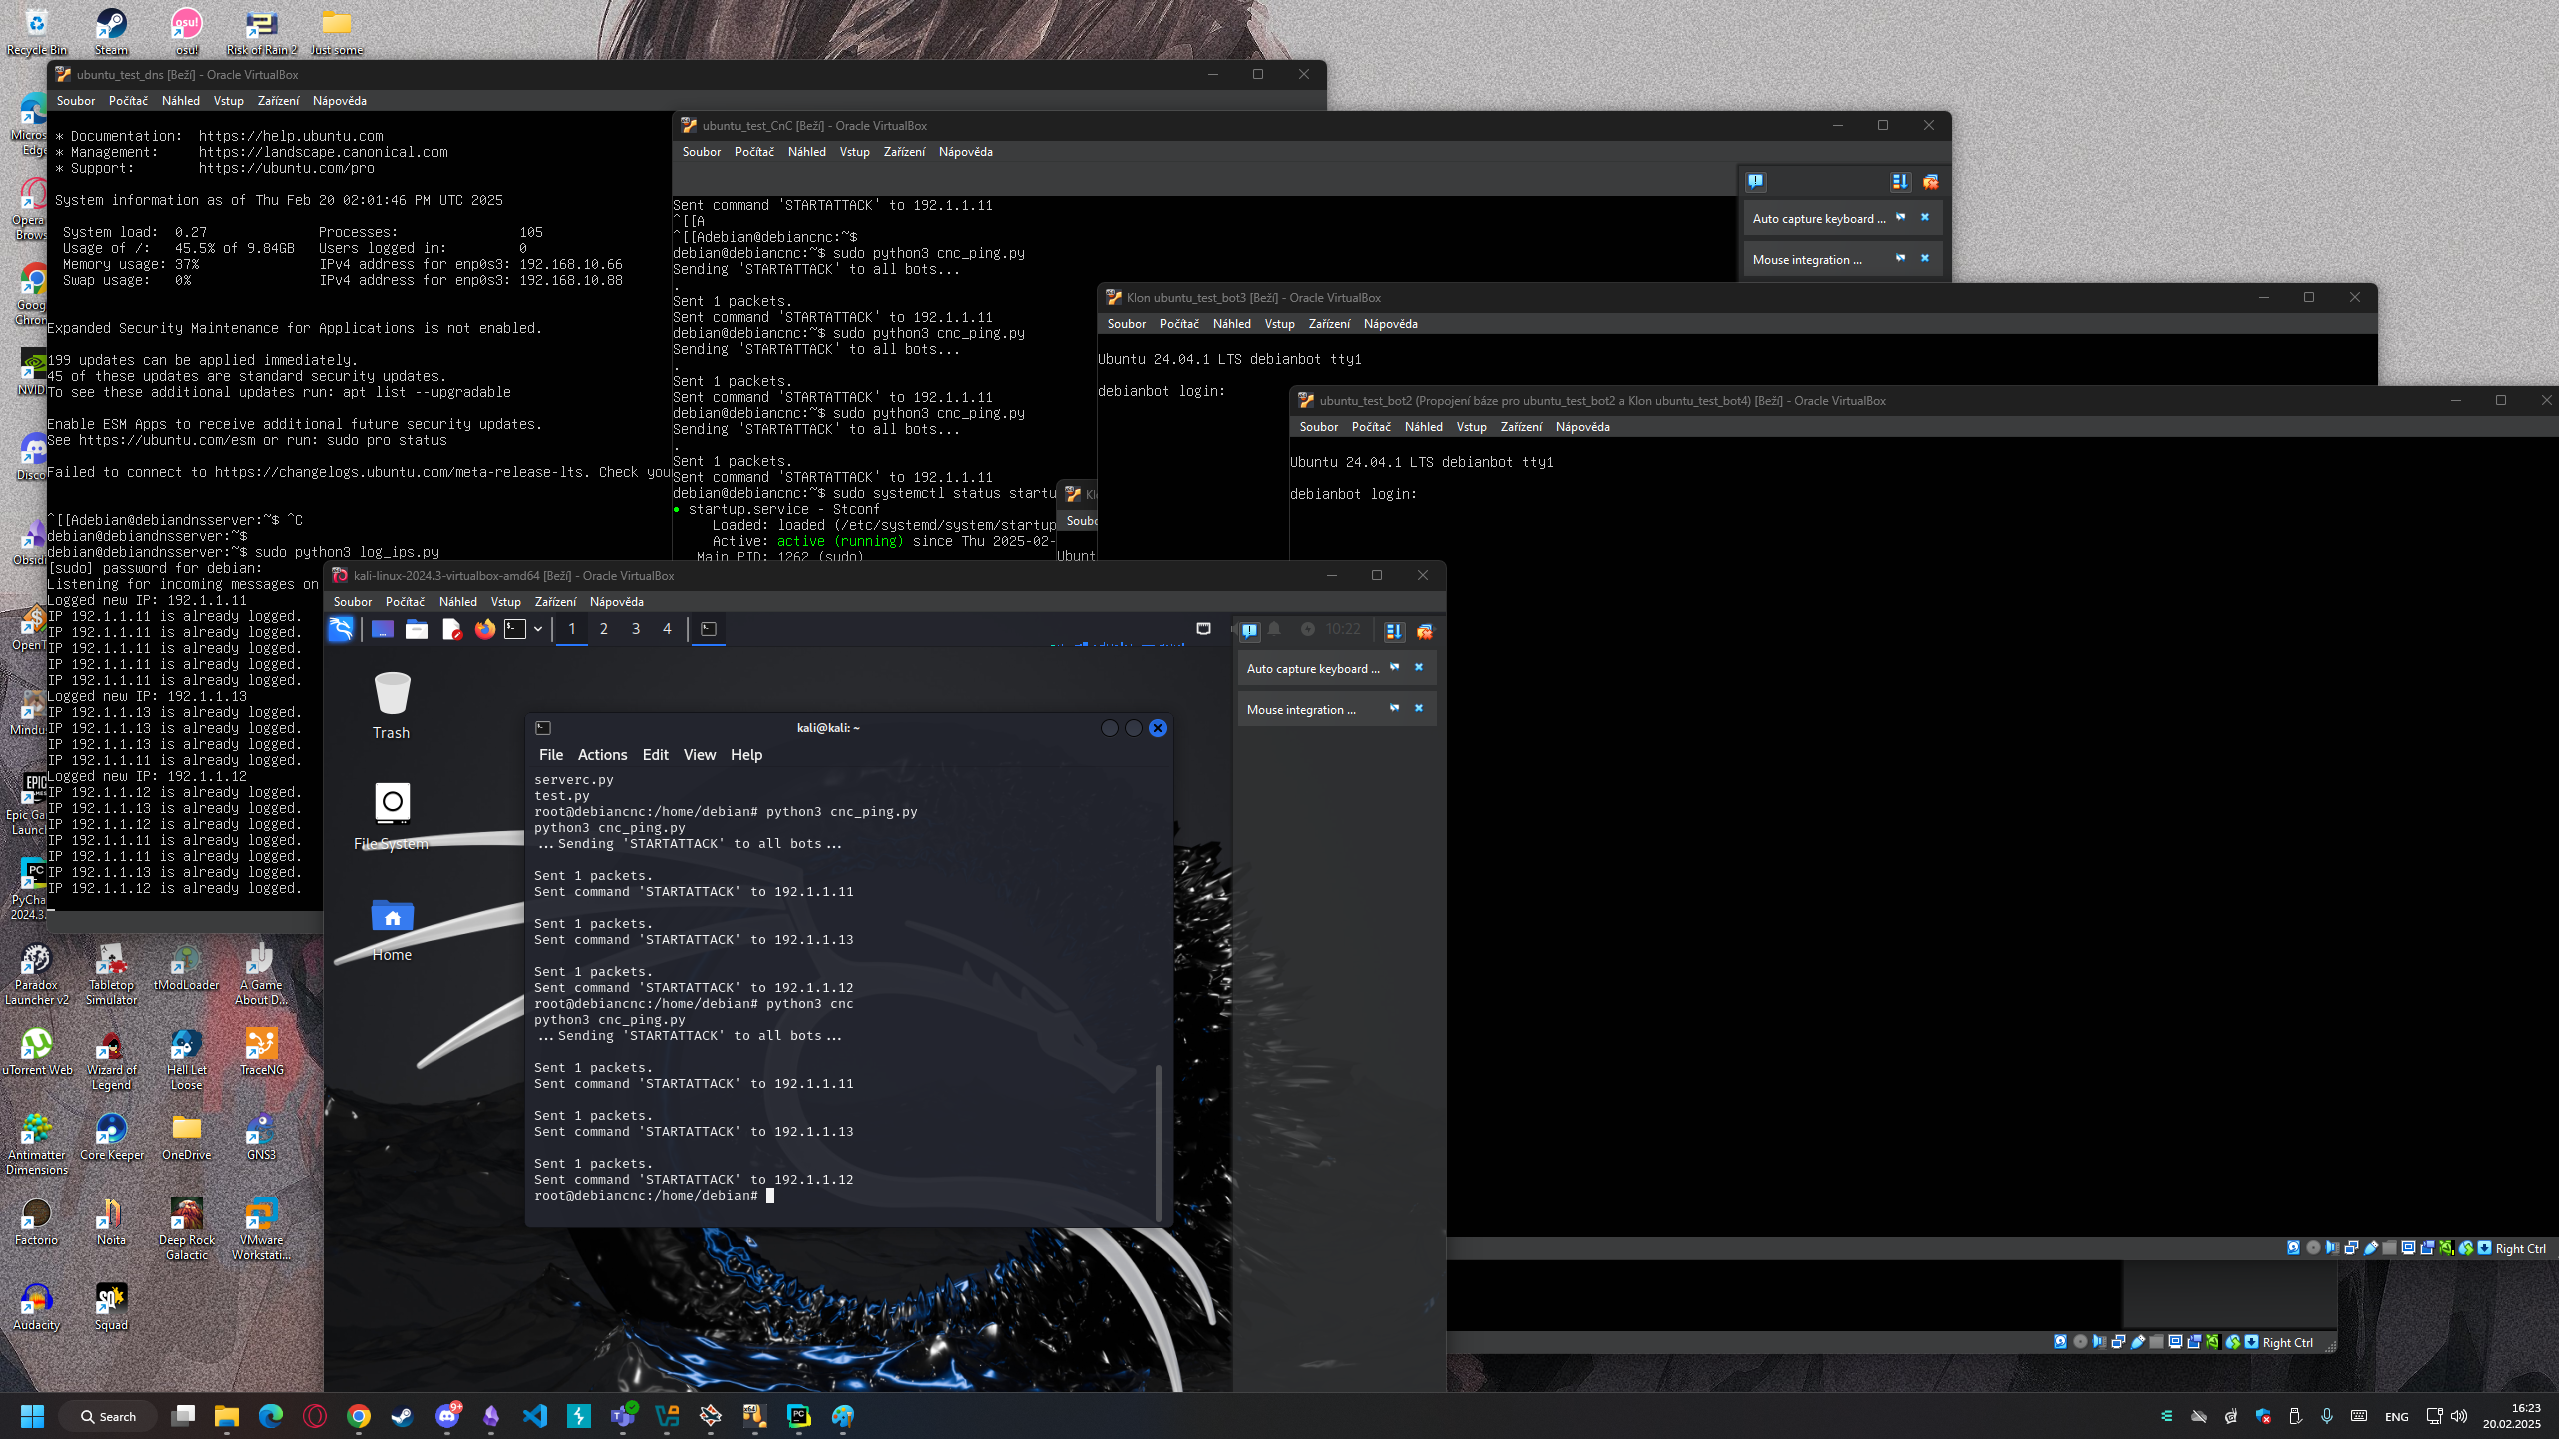 Recycle Bin
Steam
osu!
Risk of Rain 2
Just some
ubuntu_test_dns [Beží] - Oracle VirtualBox
Soubor Počítač Náhled Vstup Zařízení Nápověda
* Documentation: https://help.ubuntu.com
* Management: https://landscape.canonical.com
* Support: https://ubuntu.com/pro
System information as of Thu Feb 20 02:01:46 PM UTC 2025
System load: 0.27 Processes: 105
Usage of /: 45.5% of 9.84GB Users logged in: 0
Memory usage: 37% IPv4 address for enp0s3: 192.168.10.66
Swap usage: 0% IPv4 address for enp0s3: 192.168.10.88
Expanded Security Maintenance for Applications is not enabled.
199 updates can be applied immediately.
45 of these updates are standard security updates.
To see these additional updates run: apt list --upgradable
Enable ESM Apps to receive additional future security updates.
See https://ubuntu.com/esm or run: sudo pro status
Failed to connect to https://changelogs.ubuntu.com/meta-release-lts. Check you
^[[Adebian@debiandnsserver:~$ ^C
debian@debiandnsserver:~$
debian@debiandnsserver:~$ sudo python3 log_ips.py
[sudo] password for debian:
Listening for incoming messages on
Logged new IP: 192.1.1.11
IP 192.1.1.11 is already logged.
IP 192.1.1.11 is already logged.
IP 192.1.1.11 is already logged.
IP 192.1.1.11 is already logged.
IP 192.1.1.11 is already logged.
Logged new IP: 192.1.1.13
IP 192.1.1.13 is already logged.
IP 192.1.1.13 is already logged.
IP 192.1.1.13 is already logged.
IP 192.1.1.11 is already logged.
Logged new IP: 192.1.1.12
IP 192.1.1.12 is already logged.
IP 192.1.1.13 is already logged.
IP 192.1.1.12 is already logged.
IP 192.1.1.11 is already logged.
IP 192.1.1.11 is already logged.
IP 192.1.1.13 is already logged.
IP 192.1.1.12 is already logged.
ubuntu_test_CnC [Beží] - Oracle VirtualBox
Soubor Počítač Náhled Vstup Zařízení Nápověda
Auto capture keyboard ...
Mouse integration ...
Sent command 'STARTATTACK' to 192.1.1.11
^[[A
^[[Adebian@debiancnc:~$
debian@debiancnc:~$ sudo python3 cnc_ping.py
Sending 'STARTATTACK' to all bots...
.
Sent 1 packets.
Sent command 'STARTATTACK' to 192.1.1.11
debian@debiancnc:~$ sudo python3 cnc_ping.py
Sending 'STARTATTACK' to all bots...
.
Sent 1 packets.
Sent command 'STARTATTACK' to 192.1.1.11
debian@debiancnc:~$ sudo python3 cnc_ping.py
Sending 'STARTATTACK' to all bots...
.
Sent 1 packets.
Sent command 'STARTATTACK' to 192.1.1.11
debian@debiancnc:~$ sudo systemctl status startu
● startup.service - Stconf
Loaded: loaded (/etc/systemd/system/startup
Active: active (running) since Thu 2025-02-
Main PID: 1262 (sudo)
Klon ubuntu_test_bot3 [Beží] - Oracle VirtualBox
Soubor Počítač Náhled Vstup Zařízení Nápověda
Ubuntu 24.04.1 LTS debianbot tty1
debianbot login:
Soubo
Ubunt
ubuntu_test_bot2 (Propojení báze pro ubuntu_test_bot2 a Klon ubuntu_test_bot4) [Beží] - Oracle VirtualBox
Soubor Počítač Náhled Vstup Zařízení Nápověda
Ubuntu 24.04.1 LTS debianbot tty1
debianbot login:
Right Ctrl
Right Ctrl
kali-linux-2024.3-virtualbox-amd64 [Beží] - Oracle VirtualBox
Soubor Počítač Náhled Vstup Zařízení Nápověda
1 2 3 4
10:22
Auto capture keyboard ...
Mouse integration ...
Trash
File System
Home
kali@kali: ~
File Actions Edit View Help
serverc.py
test.py
root@debiancnc:/home/debian# python3 cnc_ping.py
python3 cnc_ping.py
...Sending 'STARTATTACK' to all bots...
Sent 1 packets.
Sent command 'STARTATTACK' to 192.1.1.11
Sent 1 packets.
Sent command 'STARTATTACK' to 192.1.1.13
Sent 1 packets.
Sent command 'STARTATTACK' to 192.1.1.12
root@debiancnc:/home/debian# python3 cnc
python3 cnc_ping.py
...Sending 'STARTATTACK' to all bots...
Sent 1 packets.
Sent command 'STARTATTACK' to 192.1.1.11
Sent 1 packets.
Sent command 'STARTATTACK' to 192.1.1.13
Sent 1 packets.
Sent command 'STARTATTACK' to 192.1.1.12
root@debiancnc:/home/debian#
Micros
Edge
Opera
Brows
Goog
Chron
NVID
Disco
Obsid
OpenT
Mindu
Epic Ga
Launch
PyCha
2024.3.
Paradox Launcher v2
Tabletop Simulator
tModLoader
A Game About D...
uTorrent Web
Wizard of Legend
Hell Let Loose
TraceNG
Antimatter Dimensions
Core Keeper
OneDrive
GNS3
Factorio
Noita
Deep Rock Galactic
VMware Workstati...
Audacity
Squad
Search
9+
ENG
16:23
20.02.2025